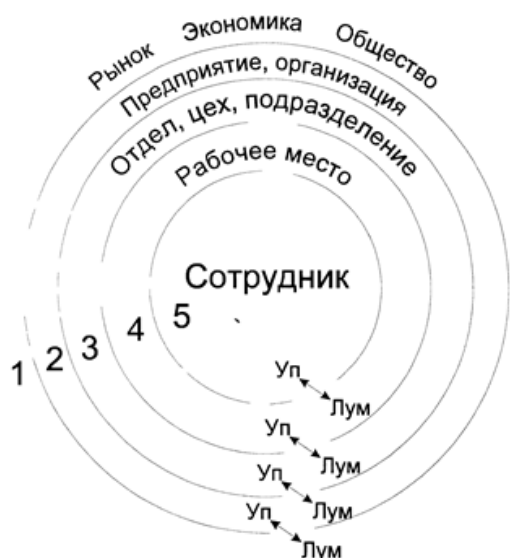 Рынок Экономика Общество
Предприятие, организация
Отдел, цех, подразделение
Рабочее место
Сотрудник
5
4
3
2
1
Уп
Лум
Уп
Лум
Уп
Лум
Уп
Лум